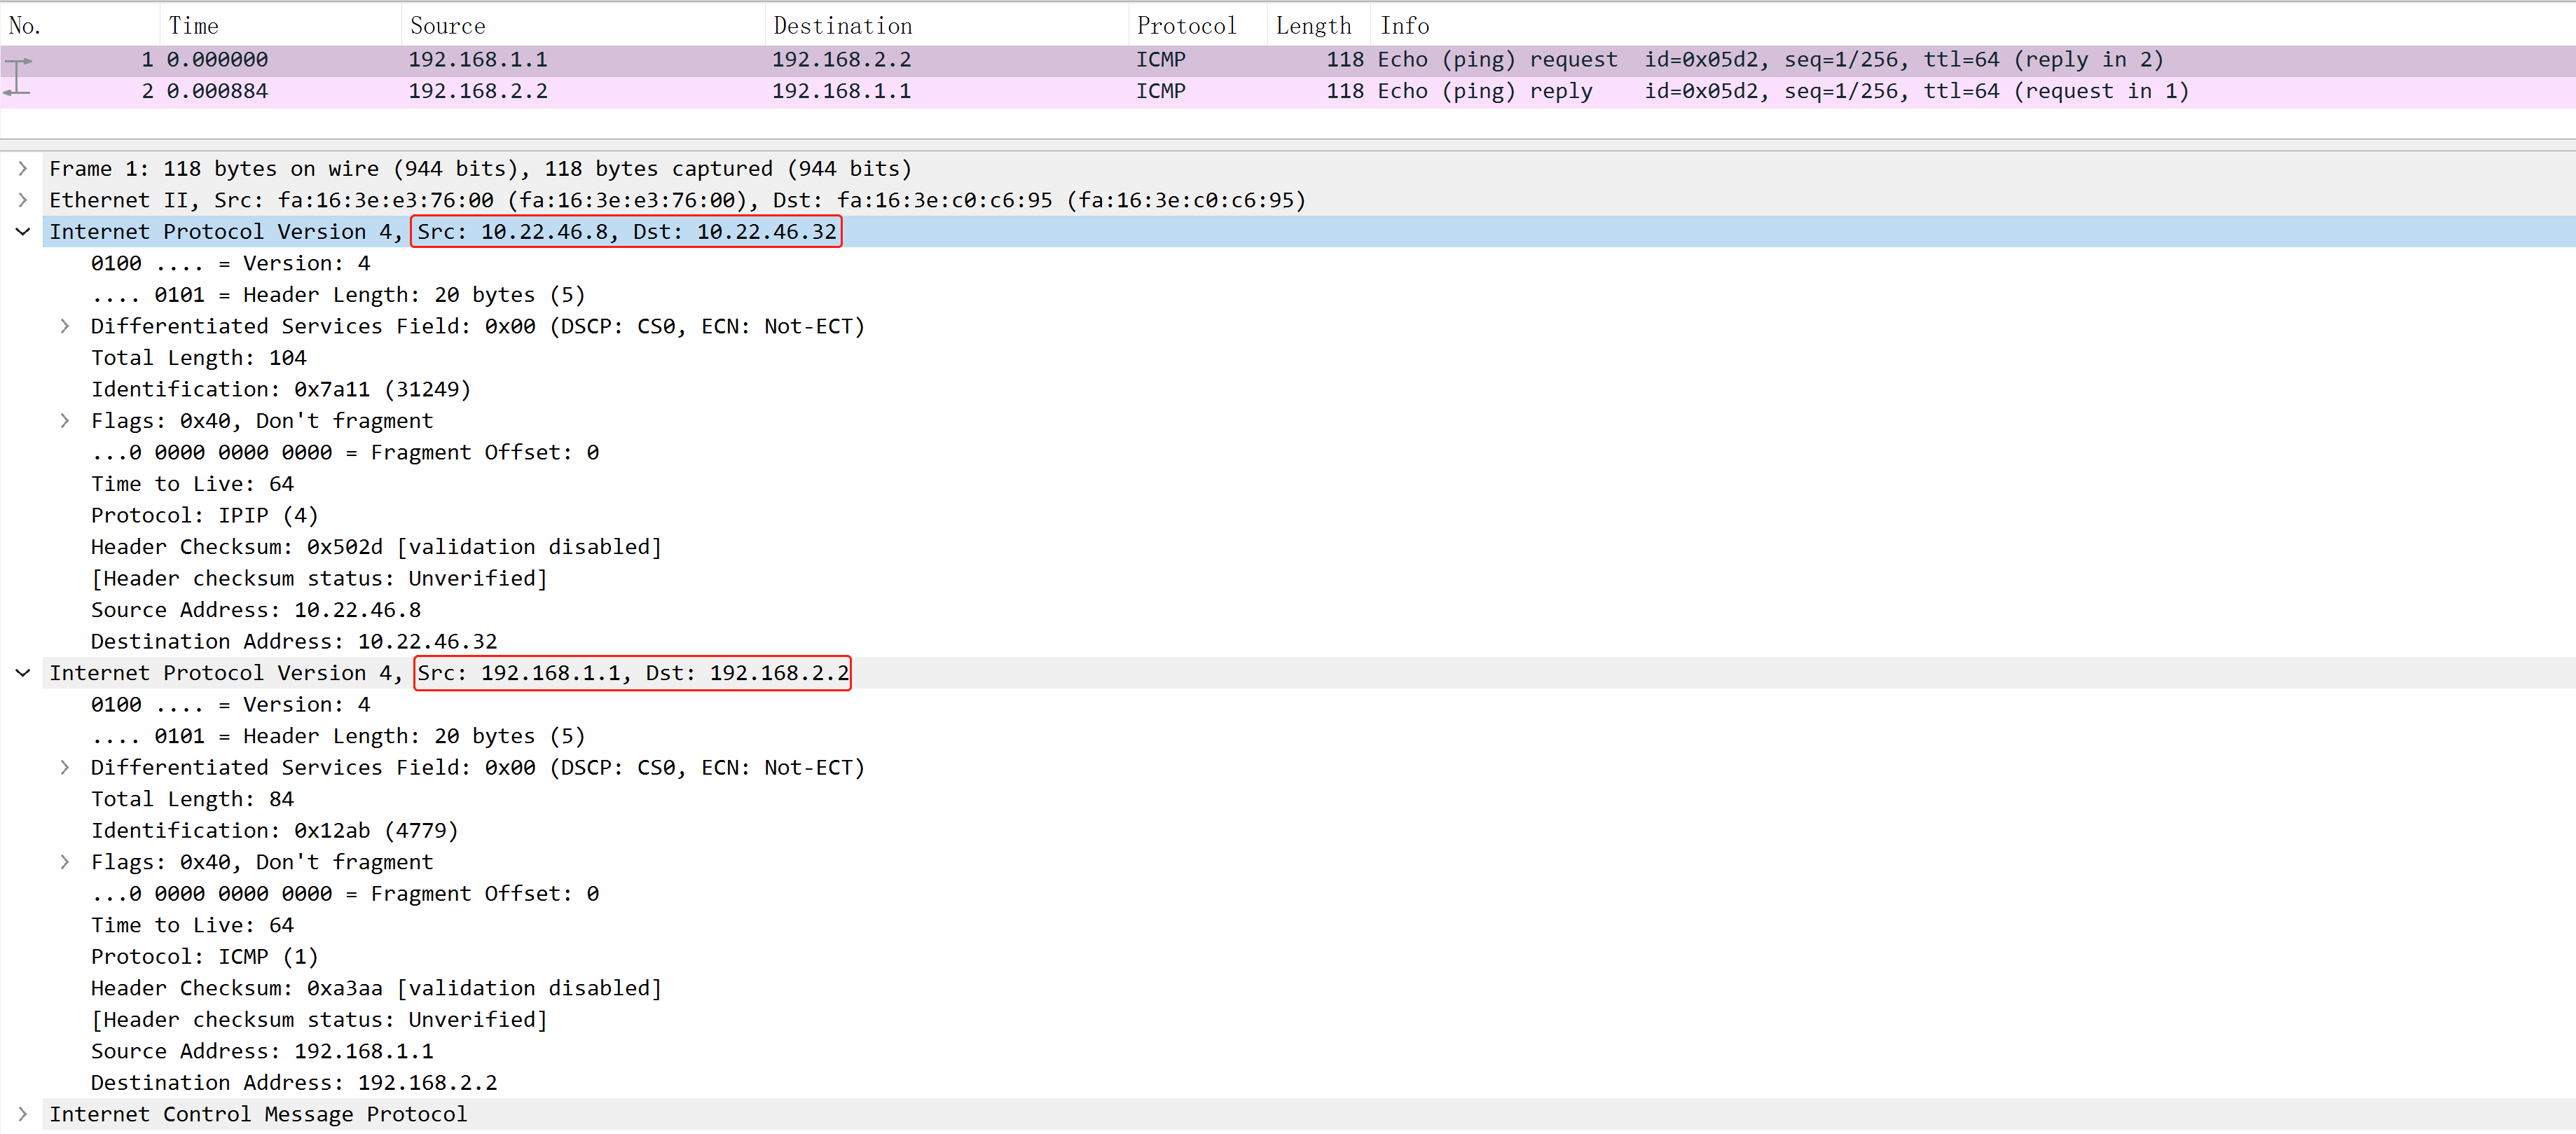 No. Time Source Destination Protocol Length Info
1 0.000000 192.168.1.1 192.168.2.2 ICMP 118 Echo (ping) request id=0x05d2, seq=1/256, ttl=64 (reply in 2)
2 0.000884 192.168.2.2 192.168.1.1 ICMP 118 Echo (ping) reply id=0x05d2, seq=1/256, ttl=64 (request in 1)
Frame 1: 118 bytes on wire (944 bits), 118 bytes captured (944 bits)
Ethernet II, Src: fa:16:3e:e3:76:00 (fa:16:3e:e3:76:00), Dst: fa:16:3e:c0:c6:95 (fa:16:3e:c0:c6:95)
Internet Protocol Version 4, Src: 10.22.46.8, Dst: 10.22.46.32
0100 .... = Version: 4
.... 0101 = Header Length: 20 bytes (5)
Differentiated Services Field: 0x00 (DSCP: CS0, ECN: Not-ECT)
Total Length: 104
Identification: 0x7a11 (31249)
Flags: 0x40, Don't fragment
...0 0000 0000 0000 = Fragment Offset: 0
Time to Live: 64
Protocol: IPIP (4)
Header Checksum: 0x502d [validation disabled]
[Header checksum status: Unverified]
Source Address: 10.22.46.8
Destination Address: 10.22.46.32
Internet Protocol Version 4, Src: 192.168.1.1, Dst: 192.168.2.2
0100 .... = Version: 4
.... 0101 = Header Length: 20 bytes (5)
Differentiated Services Field: 0x00 (DSCP: CS0, ECN: Not-ECT)
Total Length: 84
Identification: 0x12ab (4779)
Flags: 0x40, Don't fragment
...0 0000 0000 0000 = Fragment Offset: 0
Time to Live: 64
Protocol: ICMP (1)
Header Checksum: 0xa3aa [validation disabled]
[Header checksum status: Unverified]
Source Address: 192.168.1.1
Destination Address: 192.168.2.2
Internet Control Message Protocol